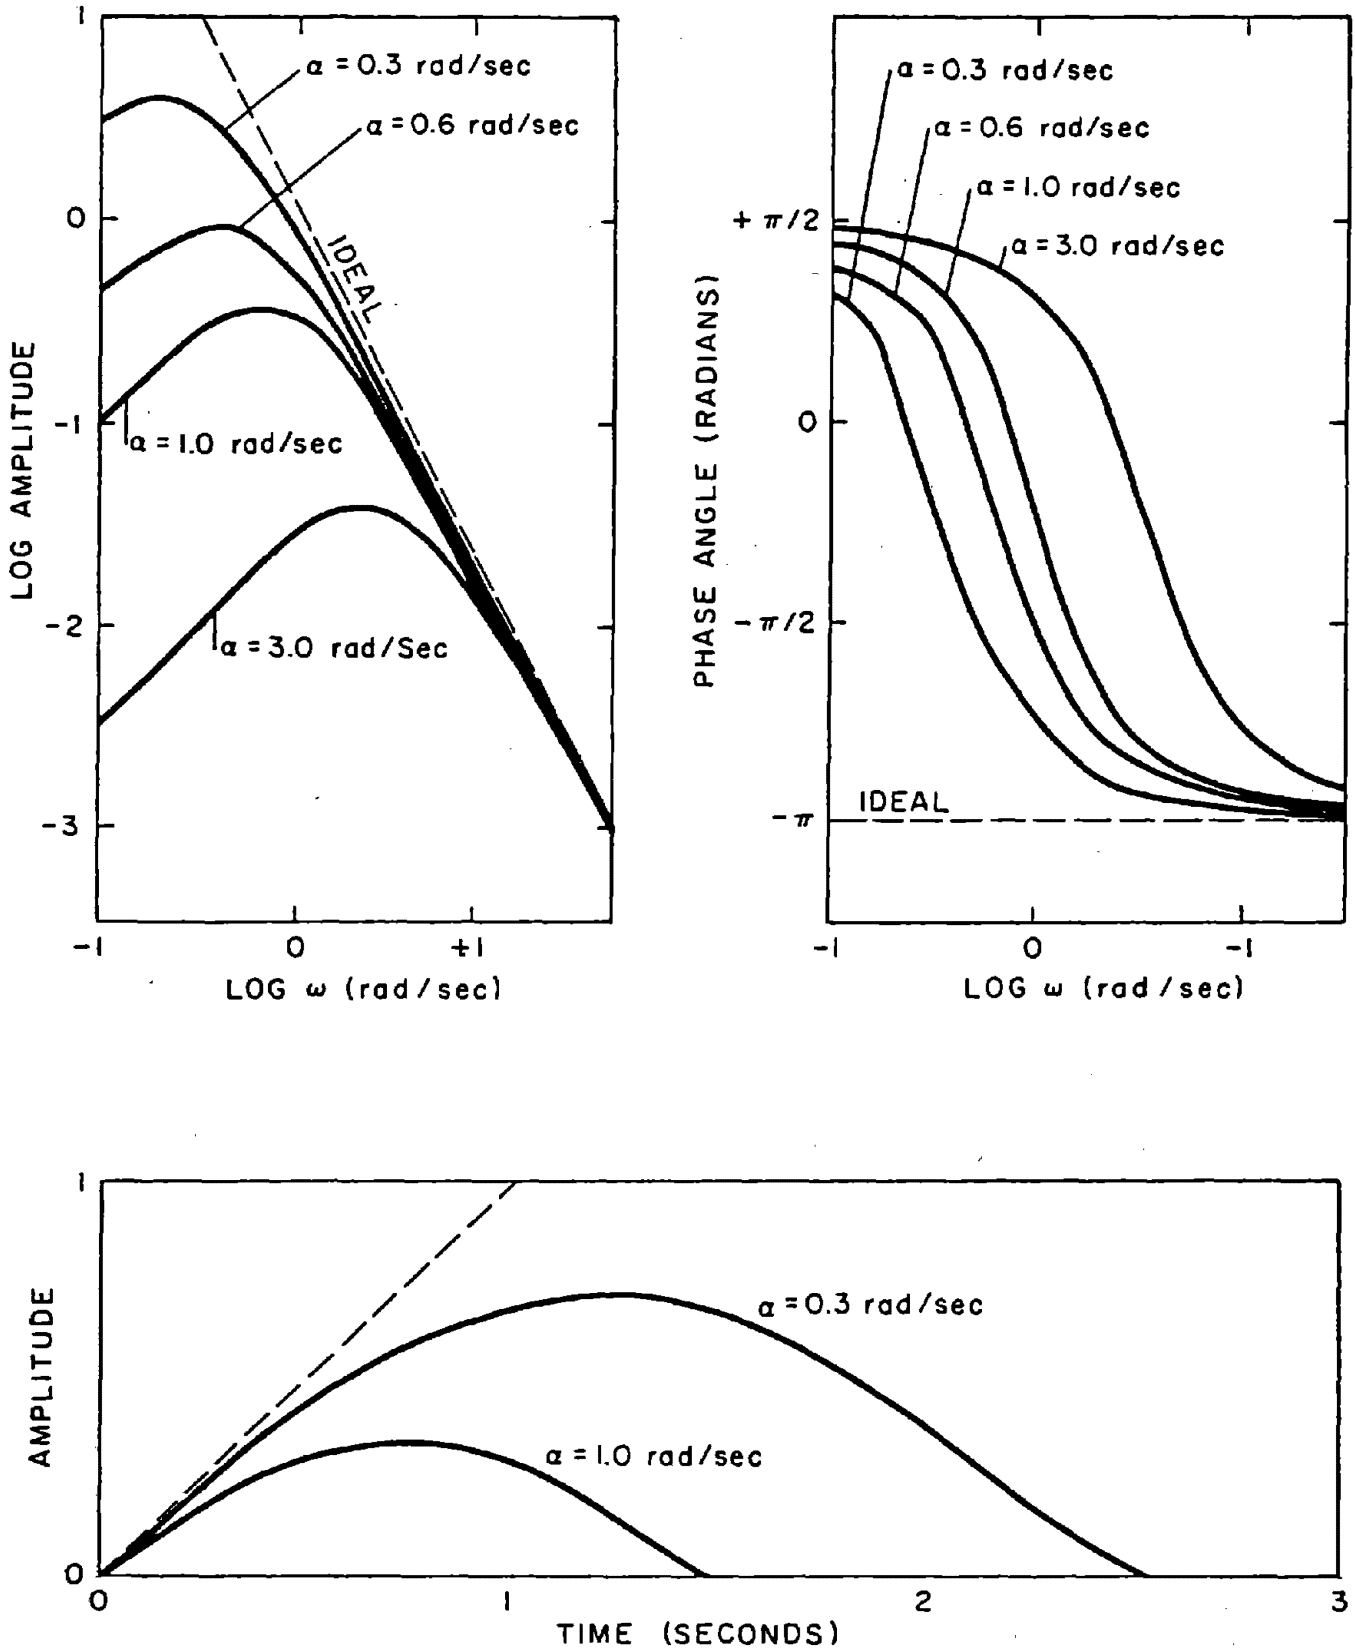 1
0
-1
-2
-3
LOG AMPLITUDE
α = 0.3 rad/sec
α = 0.6 rad/sec
IDEAL
α = 1.0 rad/sec
α = 3.0 rad/Sec
-1
0
+1
LOG ω (rad/sec)
+ π/2
0
- π/2
- π
PHASE ANGLE (RADIANS)
α = 0.3 rad/sec
α = 0.6 rad/sec
α = 1.0 rad/sec
α = 3.0 rad/sec
IDEAL
-1
0
-1
LOG ω (rad/sec)
1
0
AMPLITUDE
α = 0.3 rad/sec
α = 1.0 rad/sec
0
1
2
3
TIME (SECONDS)